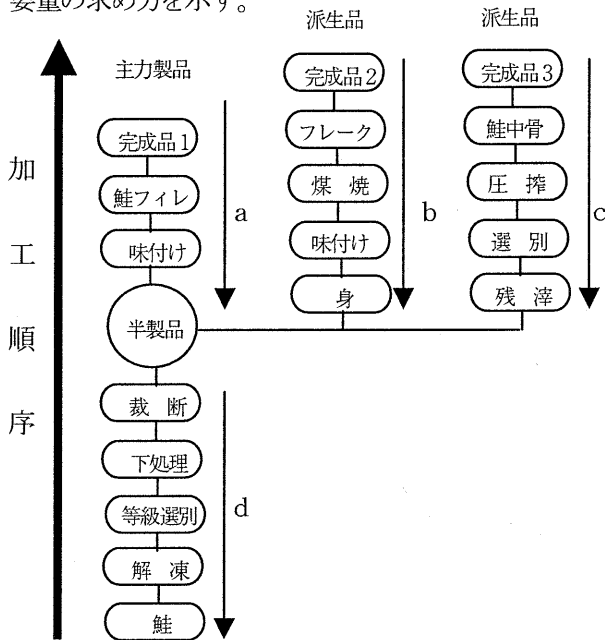 要量の求め方を示す。
派生品
派生品
主力製品
完成品1
鮭フィレ
味付け
a
完成品2
フレーク
煤焼
味付け
身
b
完成品3
鮭中骨
圧搾
選別
残滓
c
半製品
裁断
下処理
等級選別
解凍
鮭
d
加工順序